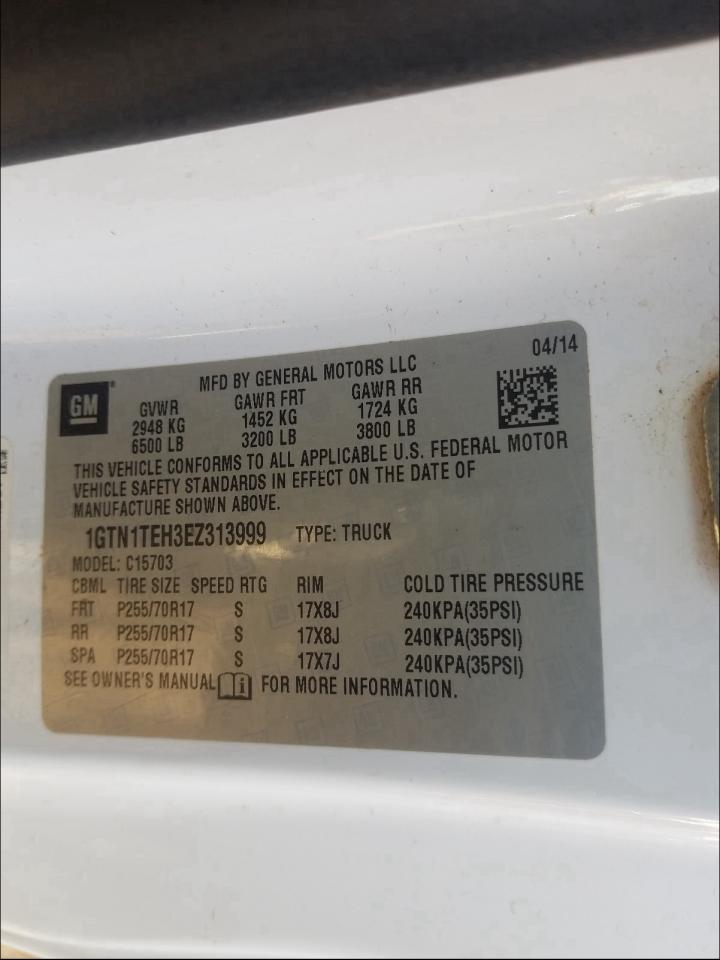 04/14
MFD BY GENERAL MOTORS LLC
GM
GVWR GAWR FRT GAWR RR
2948 KG 1452 KG 1724 KG
6500 LB 3200 LB 3800 LB
THIS VEHICLE CONFORMS TO ALL APPLICABLE U.S. FEDERAL MOTOR
VEHICLE SAFETY STANDARDS IN EFFECT ON THE DATE OF
MANUFACTURE SHOWN ABOVE.
1GTN1TEH3EZ313999 TYPE: TRUCK
MODEL: C15703
CBML TIRE SIZE SPEED RTG RIM COLD TIRE PRESSURE
FRT P255/70R17 S 17X8J 240KPA(35PSI)
RR P255/70R17 S 17X8J 240KPA(35PSI)
SPA P255/70R17 S 17X7J 240KPA(35PSI)
SEE OWNER'S MANUAL i FOR MORE INFORMATION.